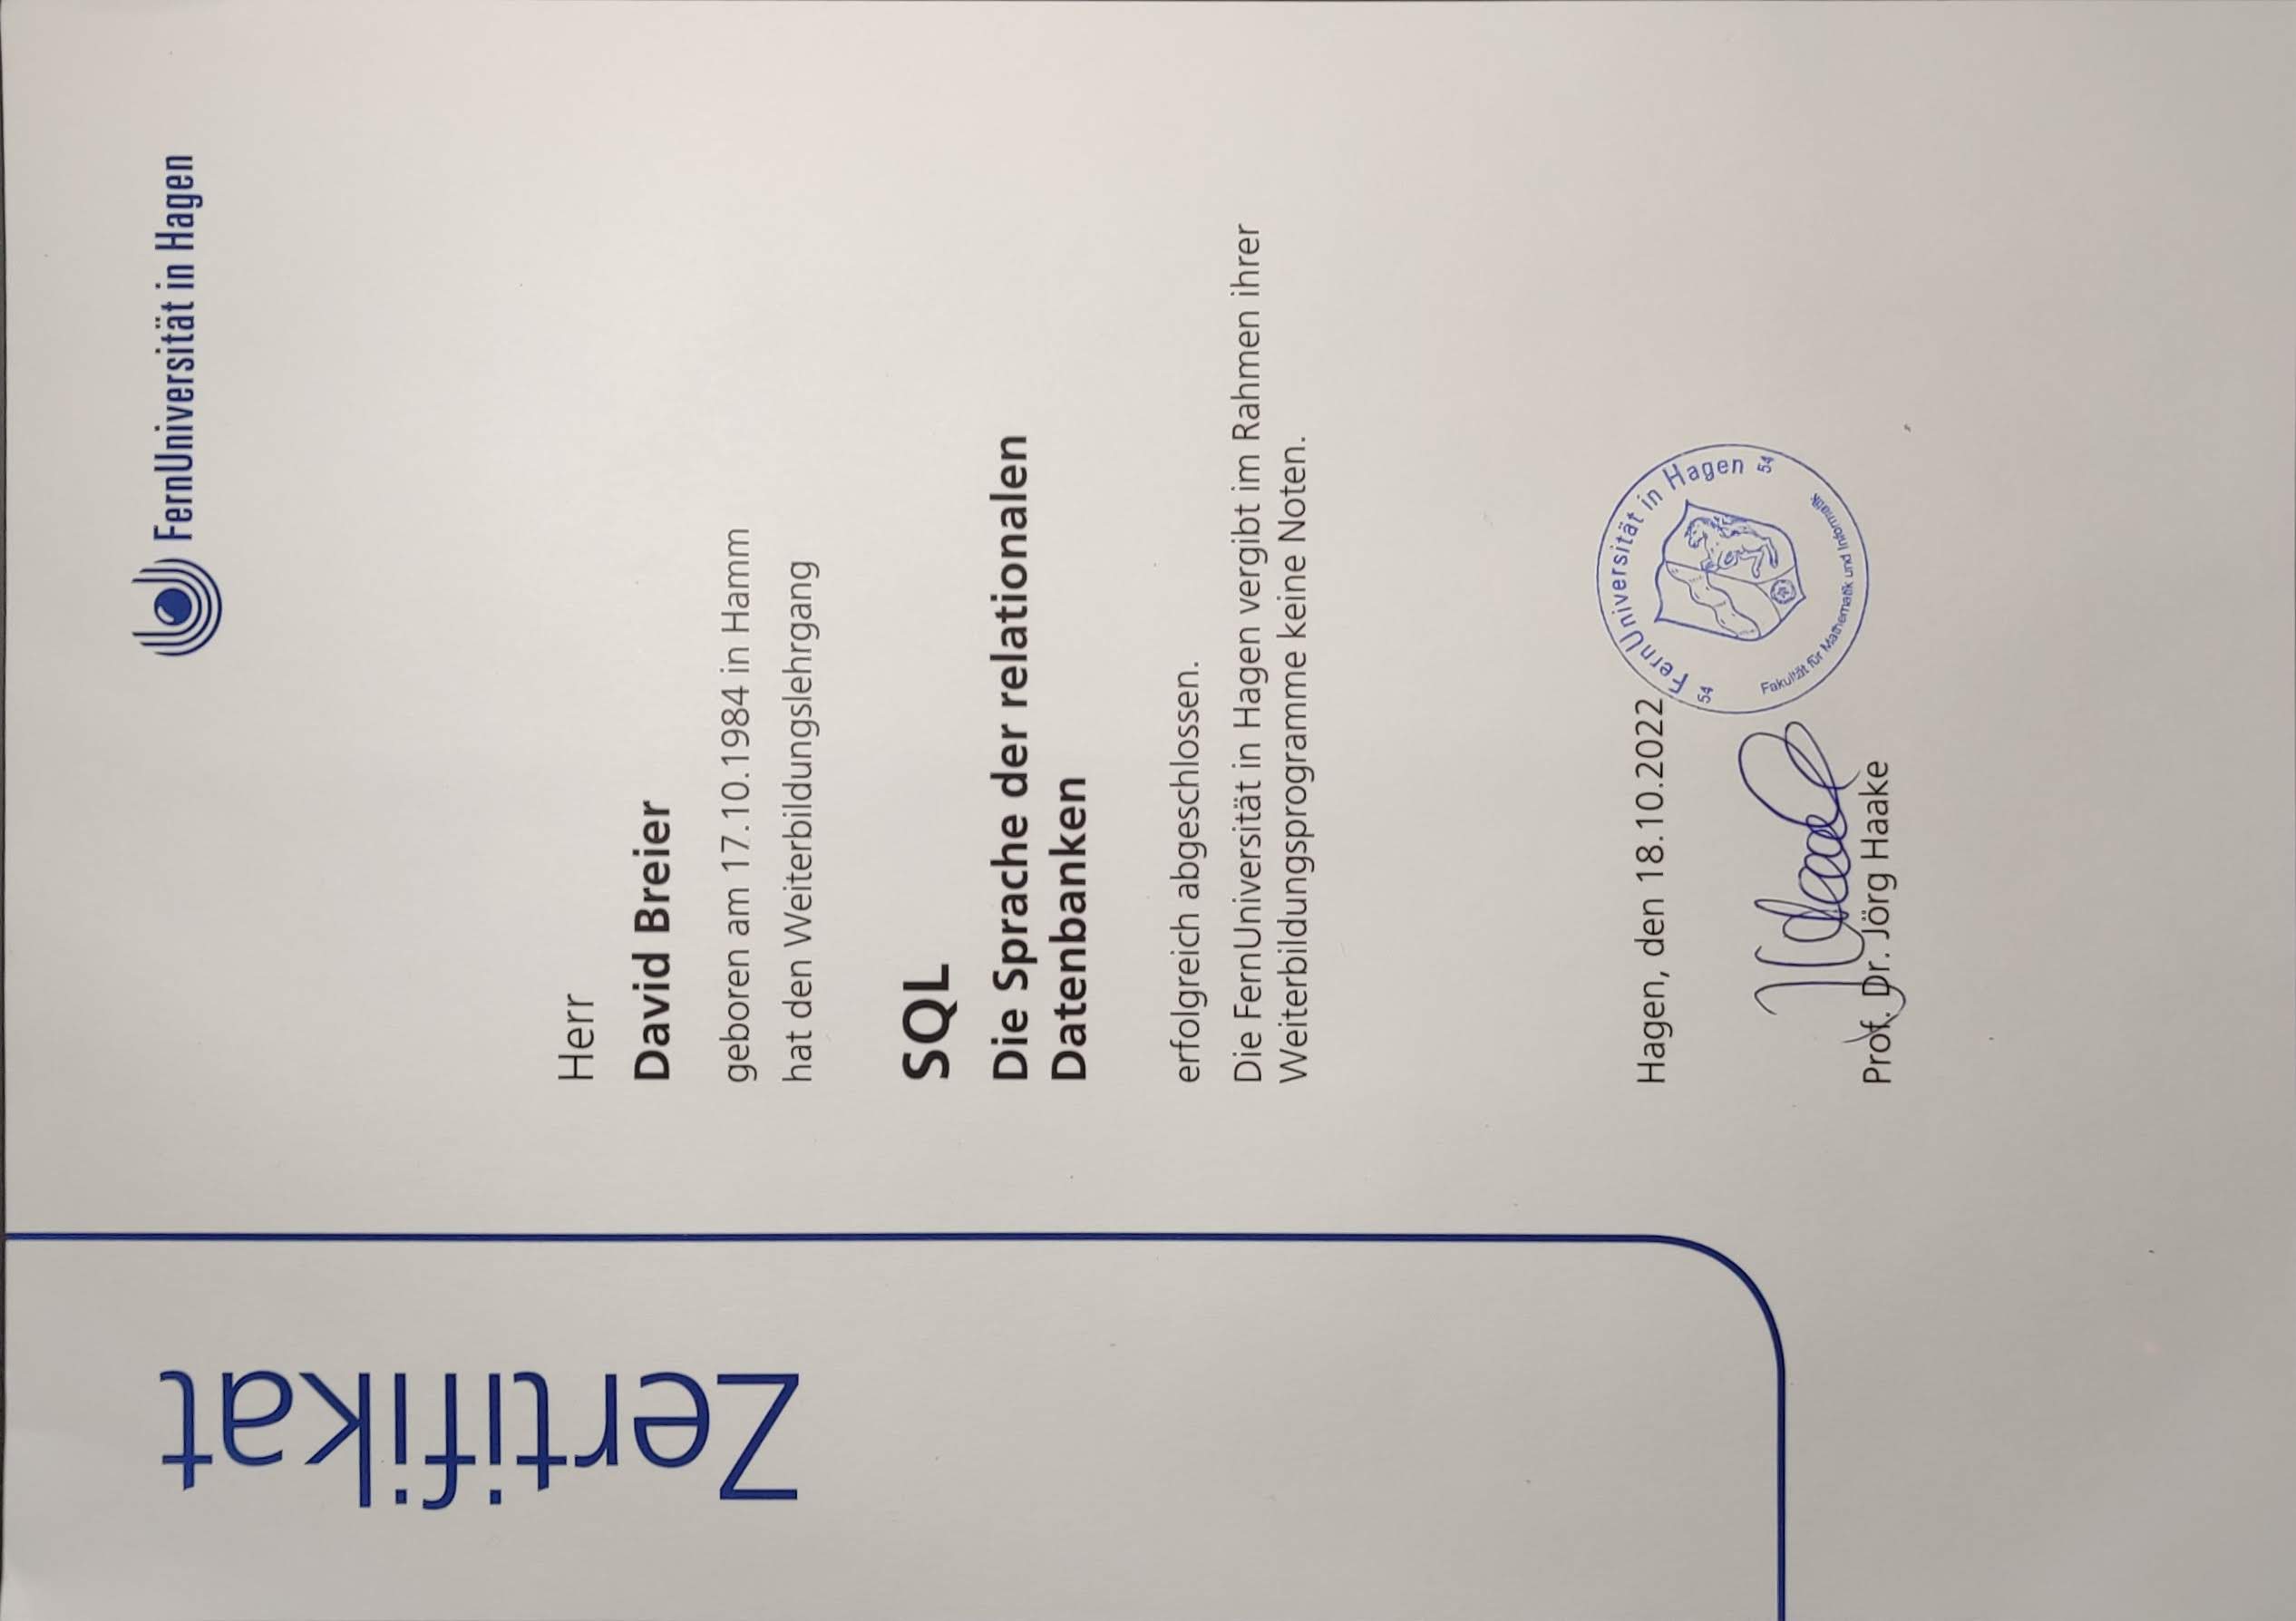 Zertifikat
FernUniversität in Hagen
Herr
David Breier
geboren am 17.10.1984 in Hamm
hat den Weiterbildungslehrgang
SQL
Die Sprache der relationalen
Datenbanken
erfolgreich abgeschlossen.
Die FernUniversität in Hagen vergibt im Rahmen ihrer
Weiterbildungsprogramme keine Noten.
Hagen, den 18.10.2022
FernUniversität in Hagen
54
54
Fakultät für Mathematik und Informatik
Prof. Dr. Jörg Haake